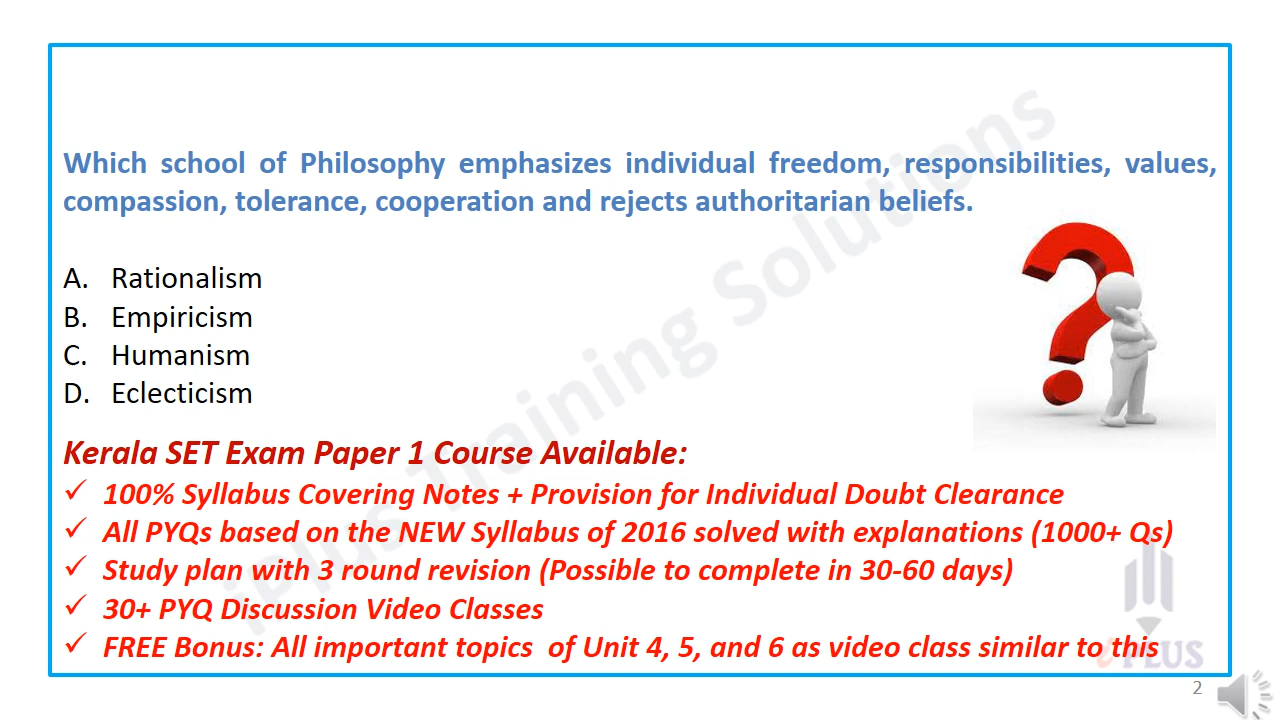 Which school of Philosophy emphasizes individual freedom, responsibilities, values,
compassion, tolerance, cooperation and rejects authoritarian beliefs.
A. Rationalism
B. Empiricism
C. Humanism
D. Eclecticism
Kerala SET Exam Paper 1 Course Available:
✓ 100% Syllabus Covering Notes + Provision for Individual Doubt Clearance
✓ All PYQs based on the NEW Syllabus of 2016 solved with explanations (1000+ Qs)
✓ Study plan with 3 round revision (Possible to complete in 30-60 days)
✓ 30+ PYQ Discussion Video Classes
✓ FREE Bonus: All important topics of Unit 4, 5, and 6 as video class similar to this
iPlus Training Solutions
iPLUS
2